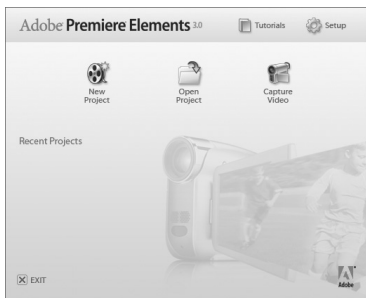 Adobe Premiere Elements 3.0
Tutorials
Setup
New
Project
Open
Project
Capture
Video
Recent Projects
EXIT
Adobe